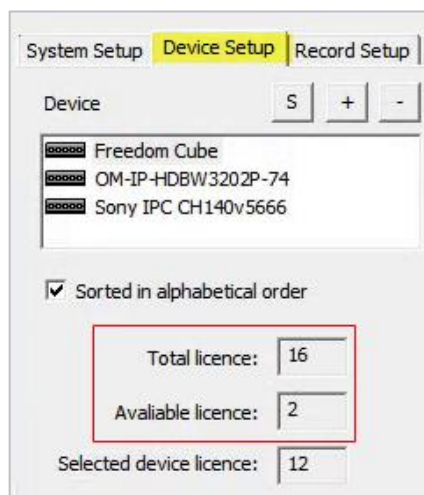 System Setup Device Setup Record Setup
Device S + -
Freedom Cube
OM-IP-HDBW3202P-74
Sony IPC CH140v5666
Sorted in alphabetical order
Total licence: 16
Avaliable licence: 2
Selected device licence: 12